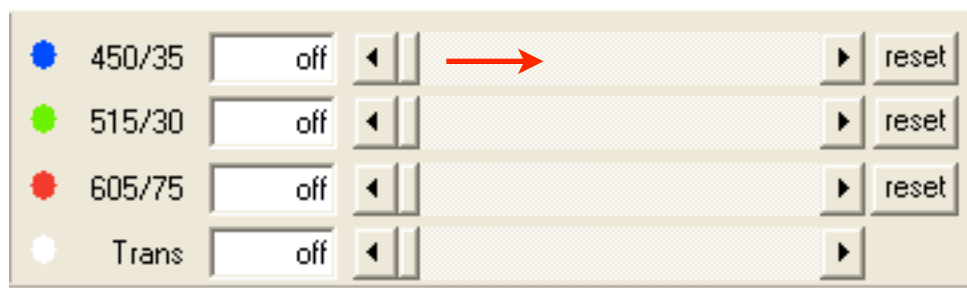 450/35 off reset
515/30 off reset
605/75 off reset
Trans off